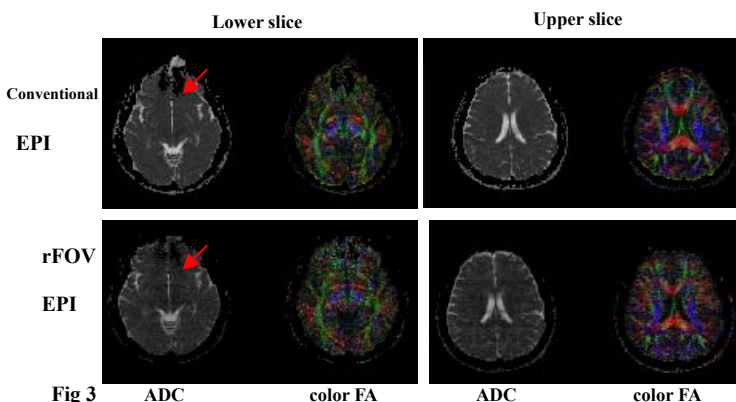 Lower slice
Upper slice
Conventional
EPI
rFOV
EPI
Fig 3
ADC
color FA
ADC
color FA